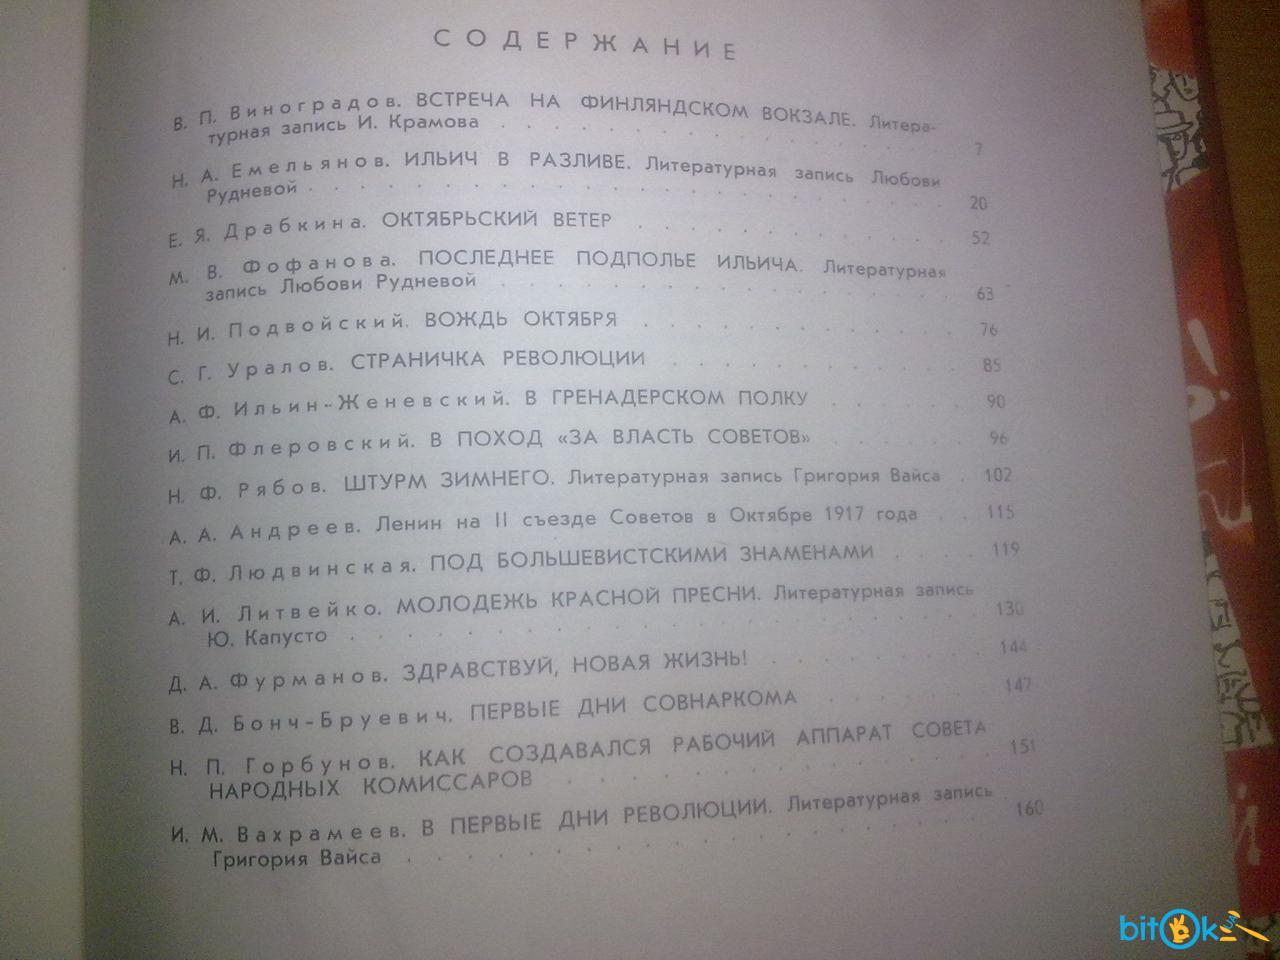 СОДЕРЖАНИЕ
В. П. Виноградов. ВСТРЕЧА НА ФИНЛЯНДСКОМ ВОКЗАЛЕ. Литера-
турная запись И. Крамова 7
Н. А. Емельянов. ИЛЬИЧ В РАЗЛИВЕ. Литературная запись Любови
Рудневой 20
Е. Я. Драбкина. ОКТЯБРЬСКИЙ ВЕТЕР 52
М. В. Фофанова. ПОСЛЕДНЕЕ ПОДПОЛЬЕ ИЛЬИЧА. Литературная
запись Любови Рудневой 63
Н. И. Подвойский. ВОЖДЬ ОКТЯБРЯ 76
С. Г. Уралов. СТРАНИЧКА РЕВОЛЮЦИИ 85
А. Ф. Ильин-Женевский. В ГРЕНАДЕРСКОМ ПОЛКУ 90
И. П. Флеровский. В ПОХОД «ЗА ВЛАСТЬ СОВЕТОВ» 96
Н. Ф. Рябов. ШТУРМ ЗИМНЕГО. Литературная запись Григория Вайса 102
А. А. Андреев. Ленин на II съезде Советов в Октябре 1917 года 115
Т. Ф. Людвинская. ПОД БОЛЬШЕВИСТСКИМИ ЗНАМЕНАМИ 119
А. И. Литвейко. МОЛОДЕЖЬ КРАСНОЙ ПРЕСНИ. Литературная запись
Ю. Капусто 130
Д. А. Фурманов. ЗДРАВСТВУЙ, НОВАЯ ЖИЗНЬ! 144
В. Д. Бонч-Бруевич. ПЕРВЫЕ ДНИ СОВНАРКОМА 147
Н. П. Горбунов. КАК СОЗДАВАЛСЯ РАБОЧИЙ АППАРАТ СОВЕТА
НАРОДНЫХ КОМИССАРОВ 151
И. М. Вахрамеев. В ПЕРВЫЕ ДНИ РЕВОЛЮЦИИ. Литературная запись
Григория Вайса 160
bitOk UA